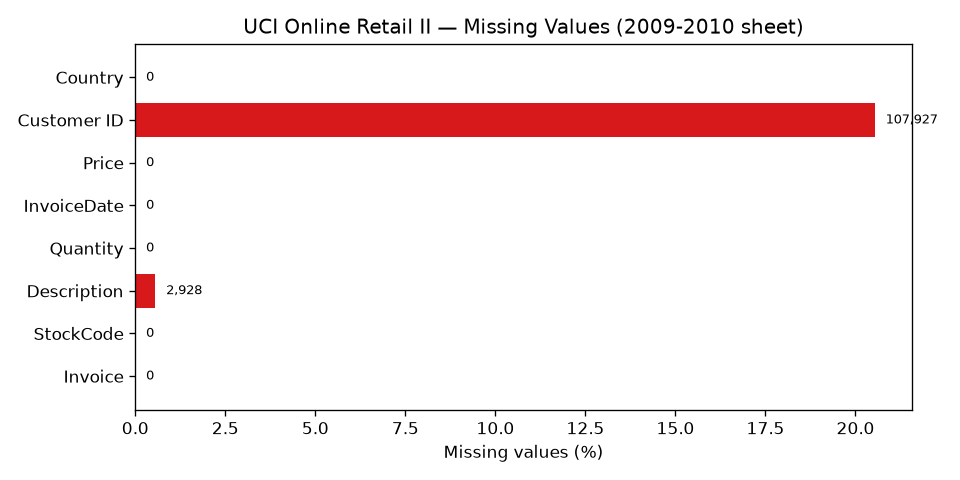 UCI Online Retail II — Missing Values (2009-2010 sheet)
Country 0
Customer ID 107,927
Price 0
InvoiceDate 0
Quantity 0
Description 2,928
StockCode 0
Invoice 0
0.0 2.5 5.0 7.5 10.0 12.5 15.0 17.5 20.0
Missing values (%)